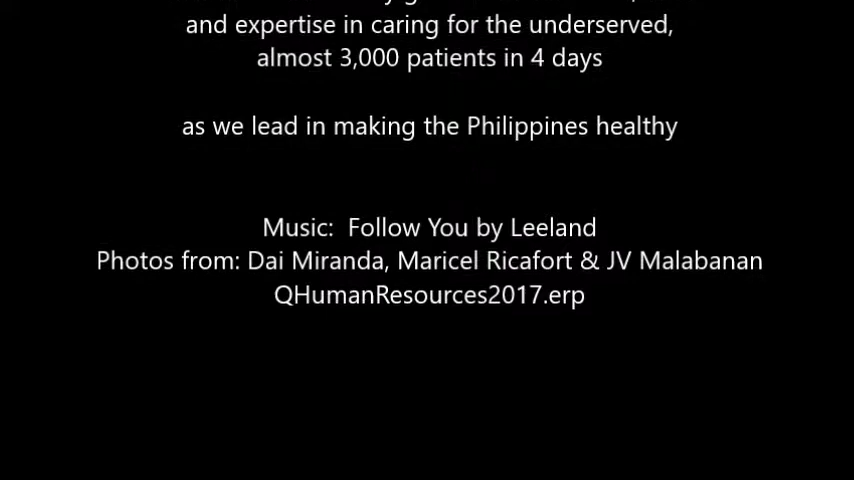 and expertise in caring for the underserved,
almost 3,000 patients in 4 days
as we lead in making the Philippines healthy
Music:  Follow You by Leeland
Photos from: Dai Miranda, Maricel Ricafort & JV Malabanan
QHumanResources2017.erp